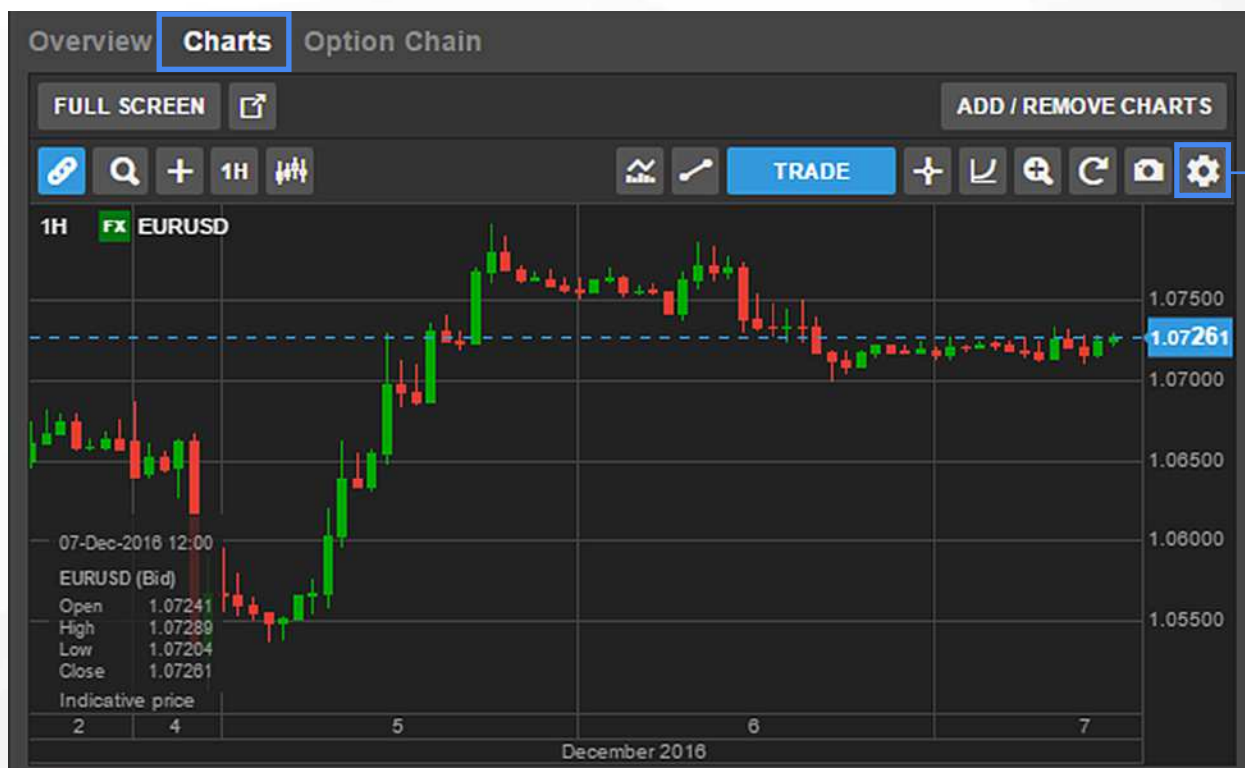 Overview Charts Option Chain
FULL SCREEN ADD / REMOVE CHARTS
1H TRADE
1H FX EURUSD
1.07500
1.07261
1.07000
1.06500
1.06000
1.05500
07-Dec-2016 12:00
EURUSD (Bid)
Open 1.07241
High 1.07289
Low 1.07204
Close 1.07261
Indicative price
2 4 5 6 7
December 2016